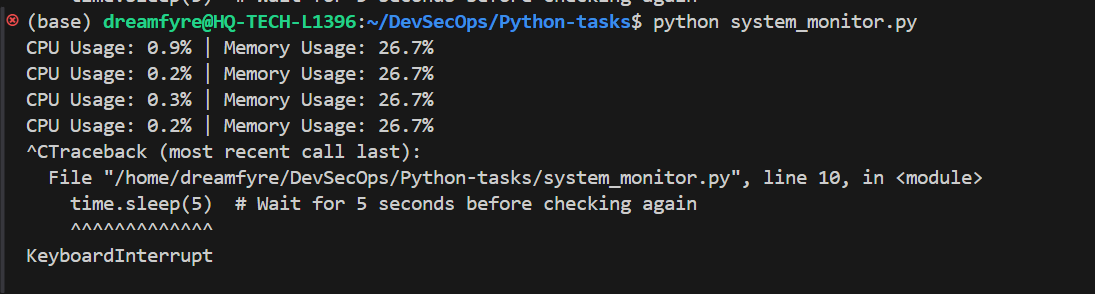 (base) dreamfyre@HQ-TECH-L1396:~/DevSecOps/Python-tasks$ python system_monitor.py
CPU Usage: 0.9% | Memory Usage: 26.7%
CPU Usage: 0.2% | Memory Usage: 26.7%
CPU Usage: 0.3% | Memory Usage: 26.7%
CPU Usage: 0.2% | Memory Usage: 26.7%
^CTraceback (most recent call last):
  File "/home/dreamfyre/DevSecOps/Python-tasks/system_monitor.py", line 10, in <module>
    time.sleep(5)  # Wait for 5 seconds before checking again
    ^^^^^^^^^^^^^
KeyboardInterrupt